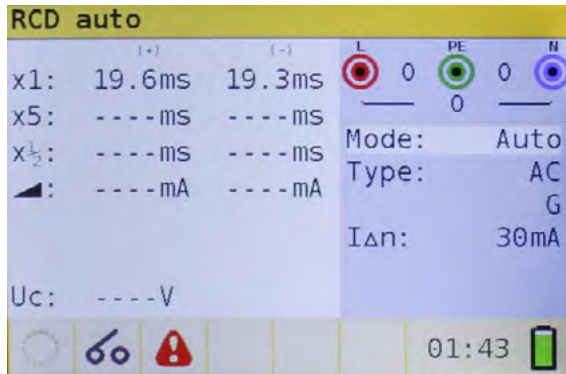 RCD auto
(+) (-)
x1: 19.6ms 19.3ms
x5: ----ms ----ms
x½: ----ms ----ms
: ----mA ----mA
Uc: ----V
L PE N
0 0
0
Mode: Auto
Type: AC
G
I∆n: 30mA
01:43